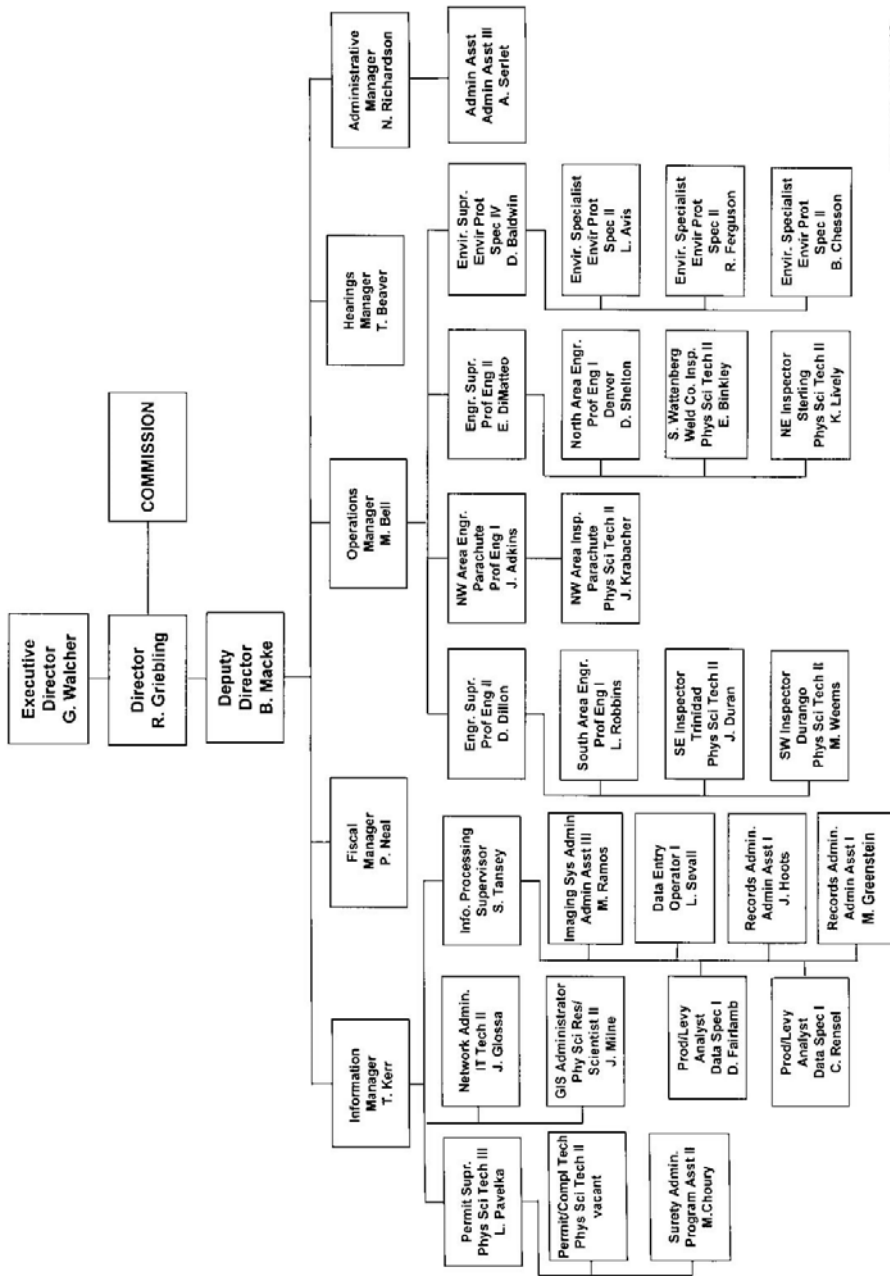 Executive
Director
G. Walcher
Director
R. Griebling
COMMISSION
Deputy
Director
B. Macke
Information
Manager
T. Kerr
Fiscal
Manager
P. Neal
Operations
Manager
M. Bell
Hearings
Manager
T. Beaver
Administrative
Manager
N. Richardson
Permit Supr.
Phys Sci Tech III
L. Pavelka
Permit/Compl Tech
Phys Sci Tech II
vacant
Surety Admin.
Program Asst II
M.Choury
Network Admin.
IT Tech II
J. Glossa
GIS Administrator
Phy Sci Res/
Scientist II
J. Milne
Info. Processing
Supervisor
S. Tansey
Imaging Sys Admin
Admin Asst III
M. Ramos
Data Entry
Operator I
L. Sevall
Records Admin.
Admin Asst I
J. Hoots
Records Admin.
Admin Asst I
M. Greenstein
Prod/Levy
Analyst
Data Spec I
D. Fairlamb
Prod/Levy
Analyst
Data Spec I
C. Rensel
Engr. Supr.
Prof Eng II
D. Dillon
South Area Engr.
Prof Eng I
L. Robbins
SE Inspector
Trinidad
Phys Sci Tech II
J. Duran
SW Inspector
Durango
Phys Sci Tech II
M. Weems
NW Area Engr.
Parachute
Prof Eng I
J. Adkins
NW Area Insp.
Parachute
Phys Sci Tech II
J. Krabacher
Engr. Supr.
Prof Eng II
E. DiMatteo
North Area Engr.
Prof Eng I
Denver
D. Shelton
S. Wattenberg
Weld Co. Insp.
Phys Sci Tech II
E. Binkley
NE Inspector
Sterling
Phys Sci Tech II
K. Lively
Envir. Supr.
Envir Prot
Spec IV
D. Baldwin
Envir. Specialist
Envir Prot
Spec II
L. Avis
Envir. Specialist
Envir Prot
Spec II
R. Ferguson
Envir. Specialist
Envir Prot
Spec II
B. Chesson
Admin Asst
Admin Asst III
A. Serlet